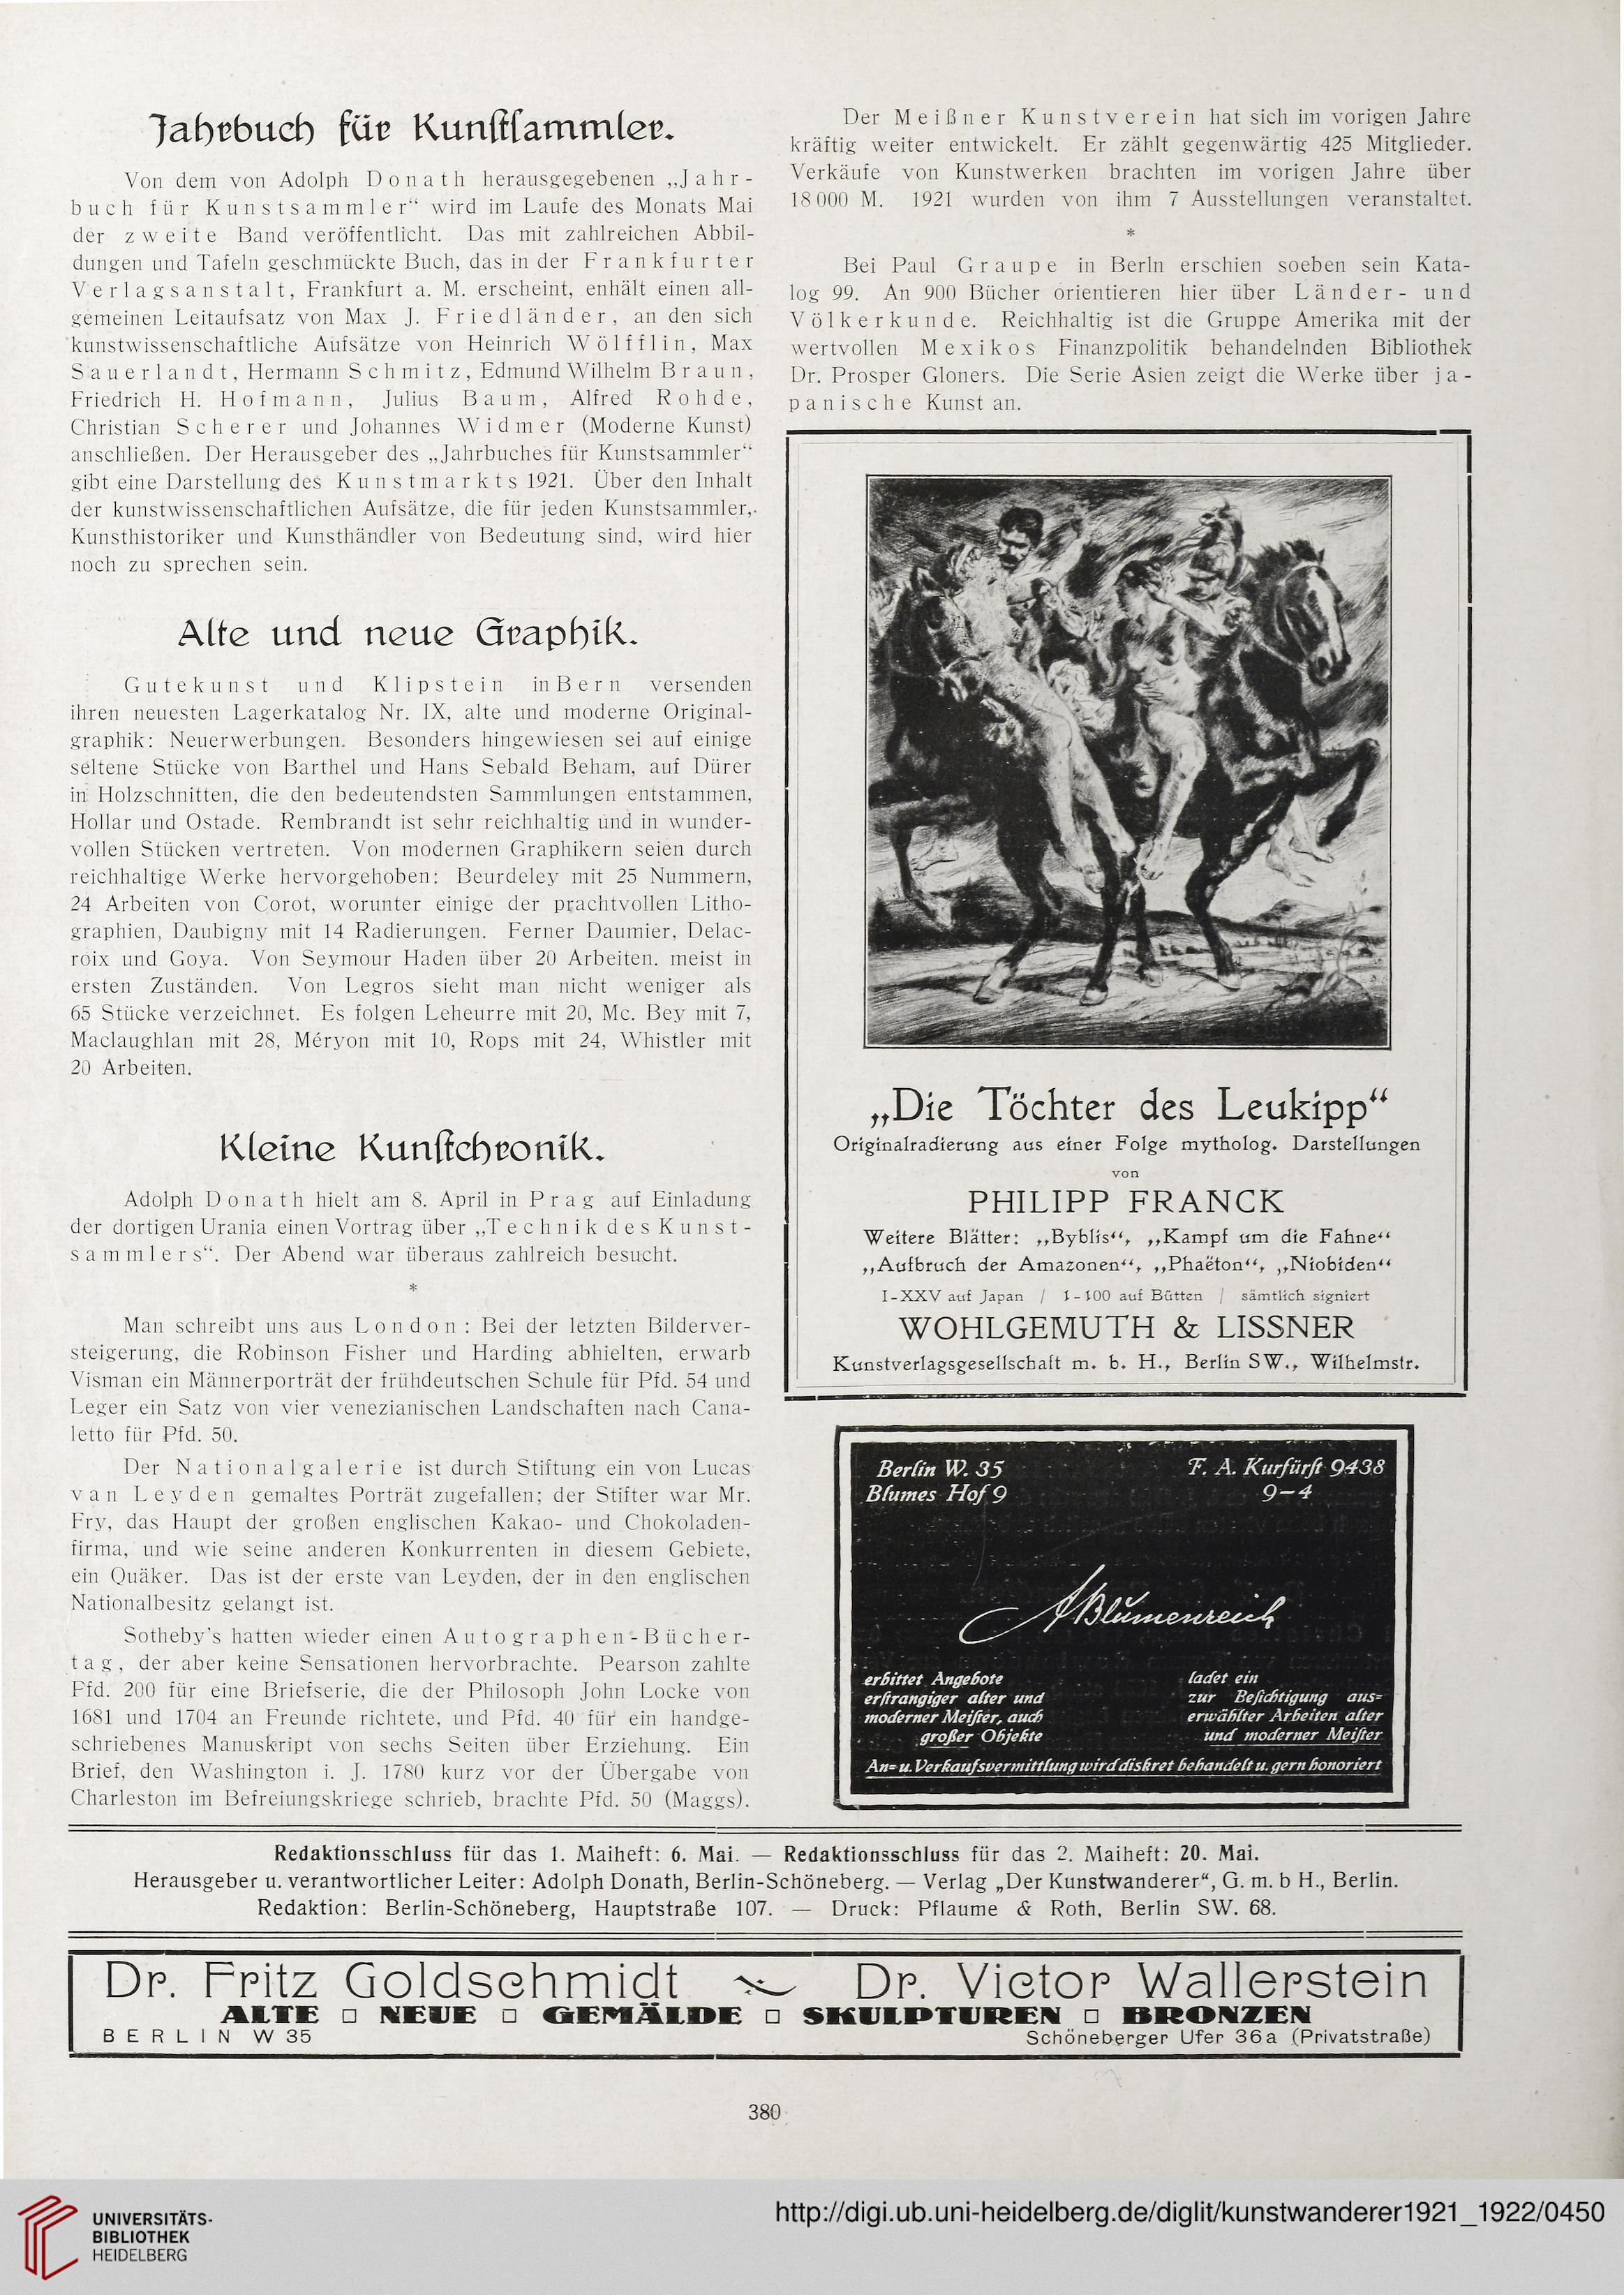 Jahrbuch für Kunstsammler.
Von dem von Adolph Donath herausgegebenen „Jahr-
buch für Kunstsammler“ wird im Laufe des Monats Mai
der zweite Band veröffentlicht. Das mit zahlreichen Abbil-
dungen und Tafeln geschmückte Buch, das in der Frankfurter
Verlagsanstalt, Frankfurt a. M. erscheint, enhält einen all-
gemeinen Leitaufsatz von Max J. Friedländer, an den sich
kunstwissenschaftliche Aufsätze von Heinrich Wölfflin, Max
Sauerlandt, Hermann Schmitz, Edmund Wilhelm Braun,
Friedrich H. Hofmann, Julius Baum, Alfred Rohde,
Christian Scherer und Johannes Widmer (Moderne Kunst)
anschließen. Der Herausgeber des „Jahrbuches für Kunstsammler“
gibt eine Darstellung des Kunstmarkts 1921. Über den Inhalt
der kunstwissenschaftlichen Aufsätze, die für jeden Kunstsammler,
Kunsthistoriker und Kunsthändler von Bedeutung sind, wird hier
noch zu sprechen sein.
Alte und neue Graphik.
Gutekunst und Klipstein in Bern versenden
ihren neuesten Lagerkatalog Nr. IX, alte und moderne Original-
graphik: Neuerwerbungen. Besonders hingewiesen sei auf einige
seltene Stücke von Barthel und Hans Sebald Beham, auf Dürer
in Holzschnitten, die den bedeutendsten Sammlungen entstammen,
Hollar und Ostade. Rembrandt ist sehr reichhaltig und in wunder-
vollen Stücken vertreten. Von modernen Graphikern seien durch
reichhaltige Werke hervorgehoben: Beurdeley mit 25 Nummern,
24 Arbeiten von Corot, worunter einige der prachtvollen Litho-
graphien, Daubigny mit 14 Radierungen. Ferner Daumier, Delac-
roix und Goya. Von Seymour Haden über 20 Arbeiten. meist in
ersten Zuständen. Von Legros sieht man nicht weniger als
65 Stücke verzeichnet. Es folgen Leheurre mit 20, Mc. Bey mit 7,
Maclaughlan mit 28, Méryon mit 10, Rops mit 24, Whistler mit
20 Arbeiten.
Kleine Kunstchronik.
Adolph Donath hielt am 8. April in Prag auf Einladung
der dortigen Urania einen Vortrag über „Technik des Kunst-
sammlers“. Der Abend war überaus zahlreich besucht.
*
Man schreibt uns aus London: Bei der letzten Bilderver-
steigerung, die Robinson Fisher und Harding abhielten, erwarb
Visman ein Männerporträt der frühdeutschen Schule für Pfd. 54 und
Leger ein Satz von vier venezianischen Landschaften nach Cana-
letto für Pfd. 50.
Der Nationalgalerie ist durch Stiftung ein von Lucas
van Leyden gemaltes Porträt zugefallen; der Stifter war Mr.
Fry, das Haupt der großen englischen Kakao- und Chokoladen-
firma, und wie seine anderen Konkurrenten in diesem Gebiete,
ein Quäker. Das ist der erste van Leyden, der in den englischen
Nationalbesitz gelangt ist.
Sotheby's hatten wieder einen Autographen-Bücher-
tag, der aber keine Sensationen hervorbrachte. Pearson zahlte
Pfd. 200 für eine Briefserie, die der Philosoph John Locke von
1681 und 1704 an Freunde richtete, und Pfd. 40 für ein handge-
schriebenes Manuskript von sechs Seiten über Erziehung. Ein
Brief, den Washington i. J. 1780 kurz vor der Übergabe von
Charleston im Befreiungskriege schrieb, brachte Pfd. 50 (Maggs).
Der Meißner Kunstverein hat sich im vorigen Jahre
kräftig weiter entwickelt. Er zählt gegenwärtig 425 Mitglieder.
Verkäufe von Kunstwerken brachten im vorigen Jahre über
18 000 M. 1921 wurden von ihm 7 Ausstellungen veranstaltet.
*
Bei Paul Graupe in Berln erschien soeben sein Kata-
log 99. An 900 Bücher orientieren hier über Länder- und
Völkerkunde. Reichhaltig ist die Gruppe Amerika mit der
wertvollen Mexikos Finanzpolitik behandelnden Bibliothek
Dr. Prosper Gloners. Die Serie Asien zeigt die Werke über ja-
panische Kunst an.
„Die Töchter des Leukipp“
Originalradierung aus einer Folge mytholog. Darstellungen
von
PHILIPP FRANCK
Weitere Blätter: „Byblis“, „Kampf um die Fahne“
„Aufbruch der Amazonen“, „Phaëton“, „Niobiden“
I-XXV auf Japan / 1-100 auf Bütten / sämtlich signiert
WOHLGEMUTH & LISSNER
Kunstverlagsgesellschaft m. b. H., Berlin SW., Wilhelmstr.
Berlin W. 35 F. A. Kurfürst 9438
Blumes Hof 9 9–4
A Blumenreich
erbittet Angebote
erstrangiger alter und
moderner Meister, auch
großer Objekte
ladet ein
zur Besichtigung aus=
erwählter Arbeiten alter
und moderner Meister
An= u. Verkaufsvermittlung wird diskret behandelt u. gern honoriert
Redaktionsschluss für das 1. Maiheft: 6. Mai. — Redaktionsschluss für das 2. Maiheft: 20. Mai.
Herausgeber u. verantwortlicher Leiter: Adolph Donath, Berlin-Schöneberg. — Verlag „Der Kunstwanderer“, G. m. b H., Berlin.
Redaktion: Berlin-Schöneberg, Hauptstraße 107. — Druck: Pflaume & Roth, Berlin SW. 68.
Dr. Fritz Goldschmidt Dr. Victor Wallerstein
ALTE □ NEUE □ GEMÄLDE □ SKULPTUREN □ BRONZEN
BERLIN W 35 Schöneberger Ufer 36a (Privatstraße)
380
UNIVERSITÄTS-
BIBLIOTHEK
HEIDELBERG
http://digi.ub.uni-heidelberg.de/diglit/kunstwanderer1921_1922/0450